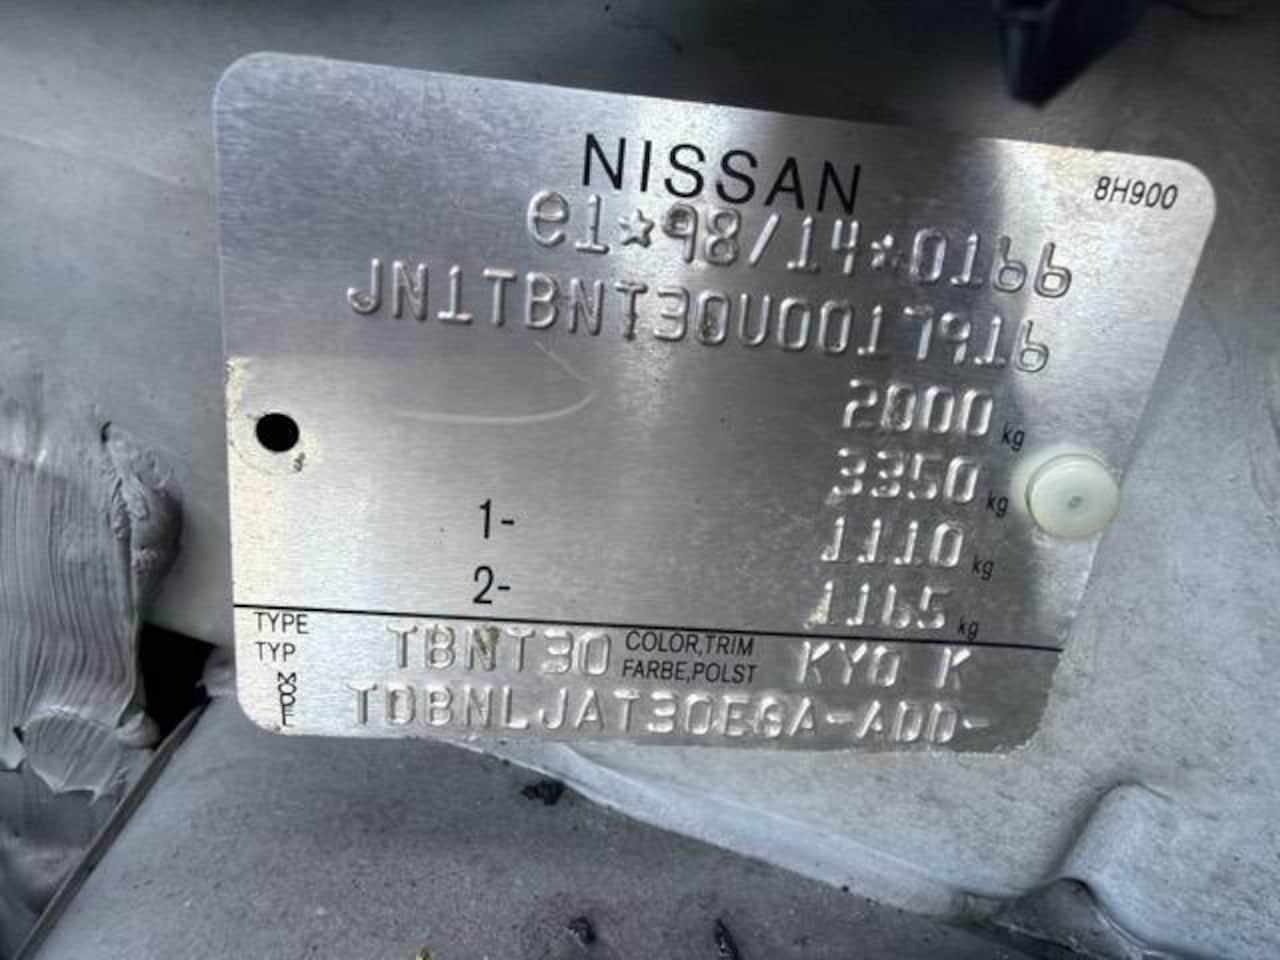 NISSAN
8H900
e1*98/14*0166
JN1TBNT30U0017916
2000 kg
3350 kg
1- 1110 kg
2- 1165 kg
TYPE
TYP TBNT30 COLOR,TRIM
FARBE,POLST KY0 K
MODEL TDBNLJAT30EGA-ADD-